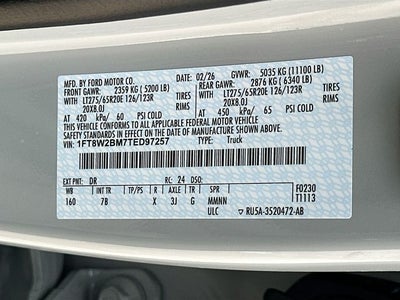 MFD. BY FORD MOTOR CO. 02/26 GVWR: 5035 KG (11100 LB)
FRONT GAWR: 2359 KG (5200 LB) REAR GAWR: 2876 KG (6340 LB)
WITH LT275/65R20E 126/123R WITH LT275/65R20E 126/123R
20X8.0J 20X8.0J
AT 420 kPa/ 60 PSI COLD AT 450 kPa/ 65 PSI COLD
THIS VEHICLE CONFORMS TO ALL APPLICABLE FEDERAL MOTOR VEHICLE
SAFETY STANDARDS IN EFFECT ON THE DATE OF MANUFACTURE SHOWN ABOVE.
VIN: 1FT8W2BM7TED97257 TYPE: Truck
EXT PNT: DR RC: 24 DSO: F0230
WB INT TR TP/PS R AXLE TR SPR T1113
160 7B X 3J G MMNN
ULC RU5A-3520472-AB